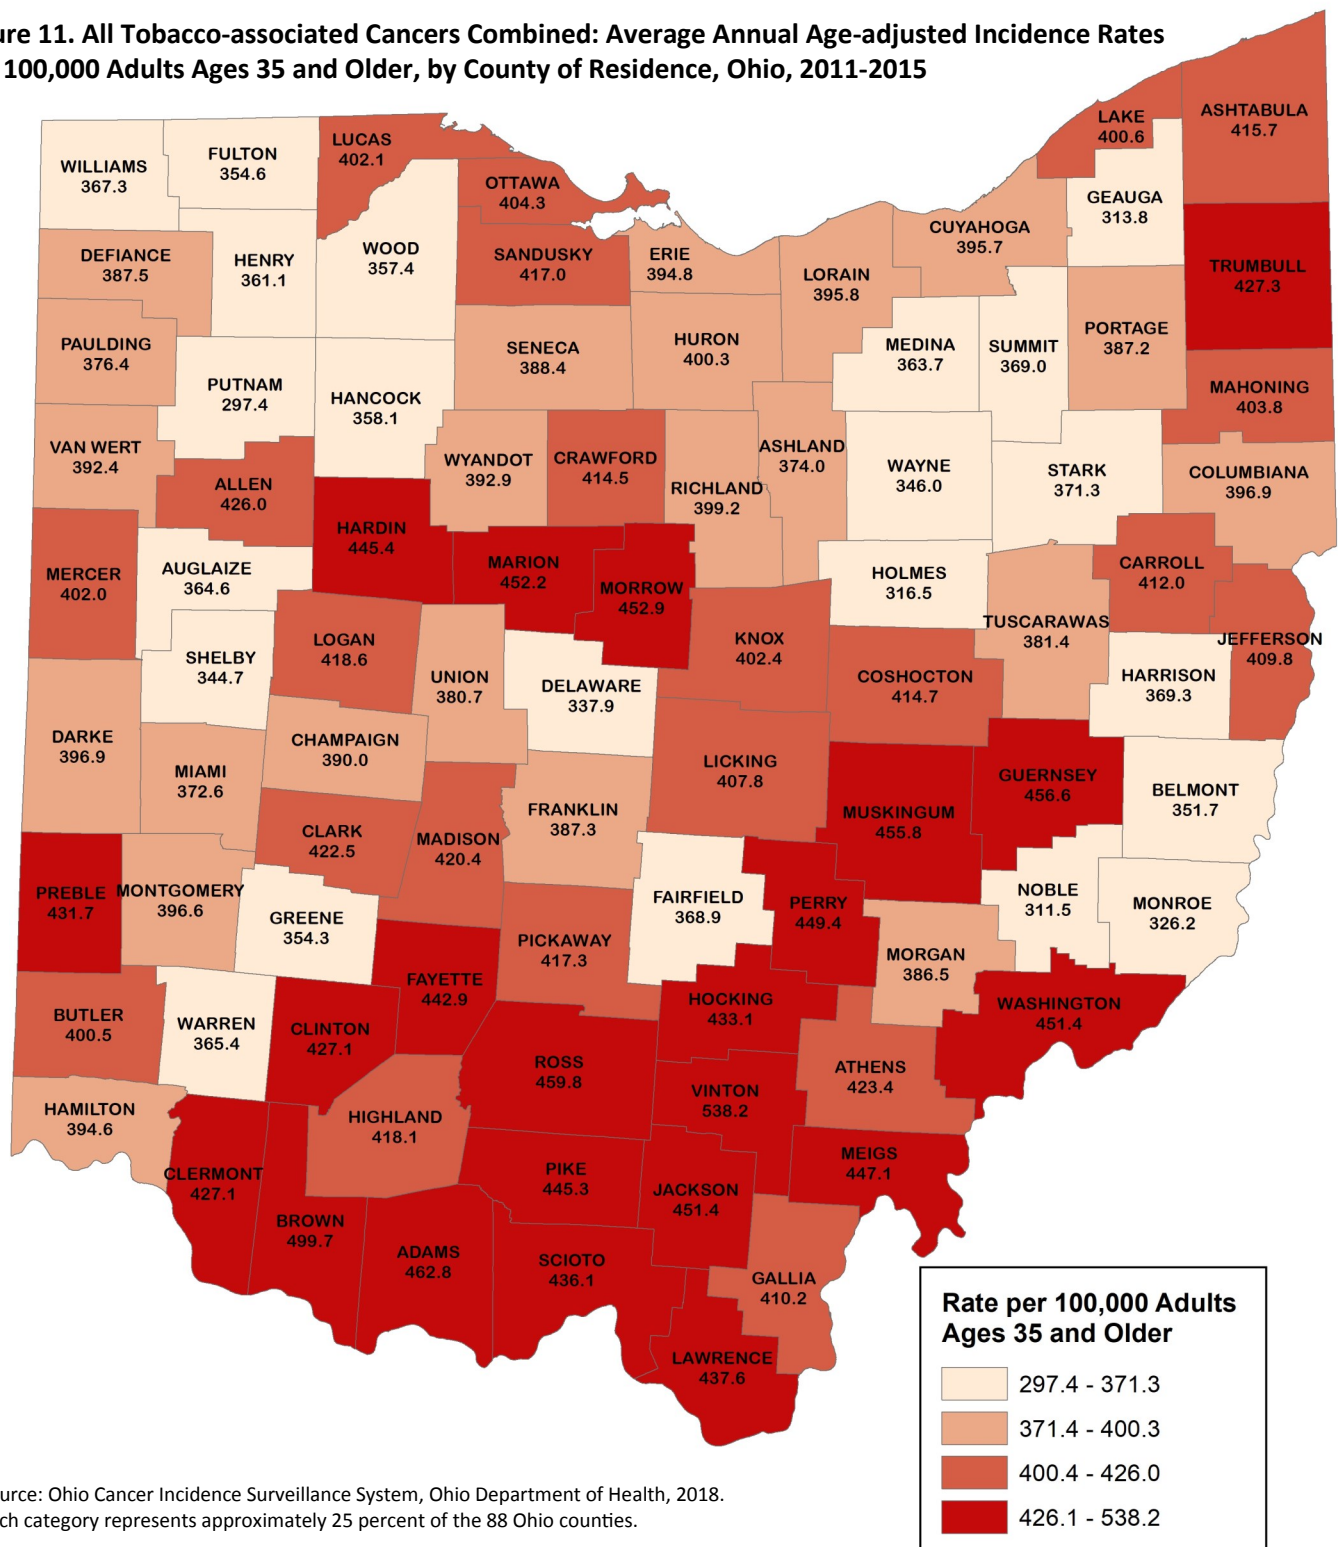 ure 11. All Tobacco-associated Cancers Combined: Average Annual Age-adjusted Incidence Rates
100,000 Adults Ages 35 and Older, by County of Residence, Ohio, 2011-2015
WILLIAMS
367.3
FULTON
354.6
LUCAS
402.1
OTTAWA
404.3
LAKE
400.6
ASHTABULA
415.7
GEAUGA
313.8
CUYAHOGA
395.7
DEFIANCE
387.5
HENRY
361.1
WOOD
357.4
SANDUSKY
417.0
ERIE
394.8
LORAIN
395.8
TRUMBULL
427.3
PAULDING
376.4
PUTNAM
297.4
HANCOCK
358.1
SENECA
388.4
HURON
400.3
MEDINA
363.7
SUMMIT
369.0
PORTAGE
387.2
MAHONING
403.8
VAN WERT
392.4
ALLEN
426.0
WYANDOT
392.9
CRAWFORD
414.5
RICHLAND
399.2
ASHLAND
374.0
WAYNE
346.0
STARK
371.3
COLUMBIANA
396.9
HARDIN
445.4
MERCER
402.0
AUGLAIZE
364.6
MARION
452.2
MORROW
452.9
HOLMES
316.5
CARROLL
412.0
TUSCARAWAS
381.4
JEFFERSON
409.8
SHELBY
344.7
LOGAN
418.6
UNION
380.7
DELAWARE
337.9
KNOX
402.4
COSHOCTON
414.7
HARRISON
369.3
DARKE
396.9
MIAMI
372.6
CHAMPAIGN
390.0
LICKING
407.8
MUSKINGUM
455.8
GUERNSEY
456.6
BELMONT
351.7
CLARK
422.5
MADISON
420.4
FRANKLIN
387.3
PREBLE
431.7
MONTGOMERY
396.6
GREENE
354.3
FAIRFIELD
368.9
PERRY
449.4
NOBLE
311.5
MONROE
326.2
PICKAWAY
417.3
MORGAN
386.5
FAYETTE
442.9
HOCKING
433.1
WASHINGTON
451.4
BUTLER
400.5
WARREN
365.4
CLINTON
427.1
ROSS
459.8
VINTON
538.2
ATHENS
423.4
HAMILTON
394.6
HIGHLAND
418.1
CLERMONT
427.1
PIKE
445.3
JACKSON
451.4
MEIGS
447.1
BROWN
499.7
ADAMS
462.8
SCIOTO
436.1
GALLIA
410.2
LAWRENCE
437.6
Rate per 100,000 Adults
Ages 35 and Older
297.4 - 371.3
371.4 - 400.3
400.4 - 426.0
426.1 - 538.2
urce: Ohio Cancer Incidence Surveillance System, Ohio Department of Health, 2018.
ch category represents approximately 25 percent of the 88 Ohio counties.